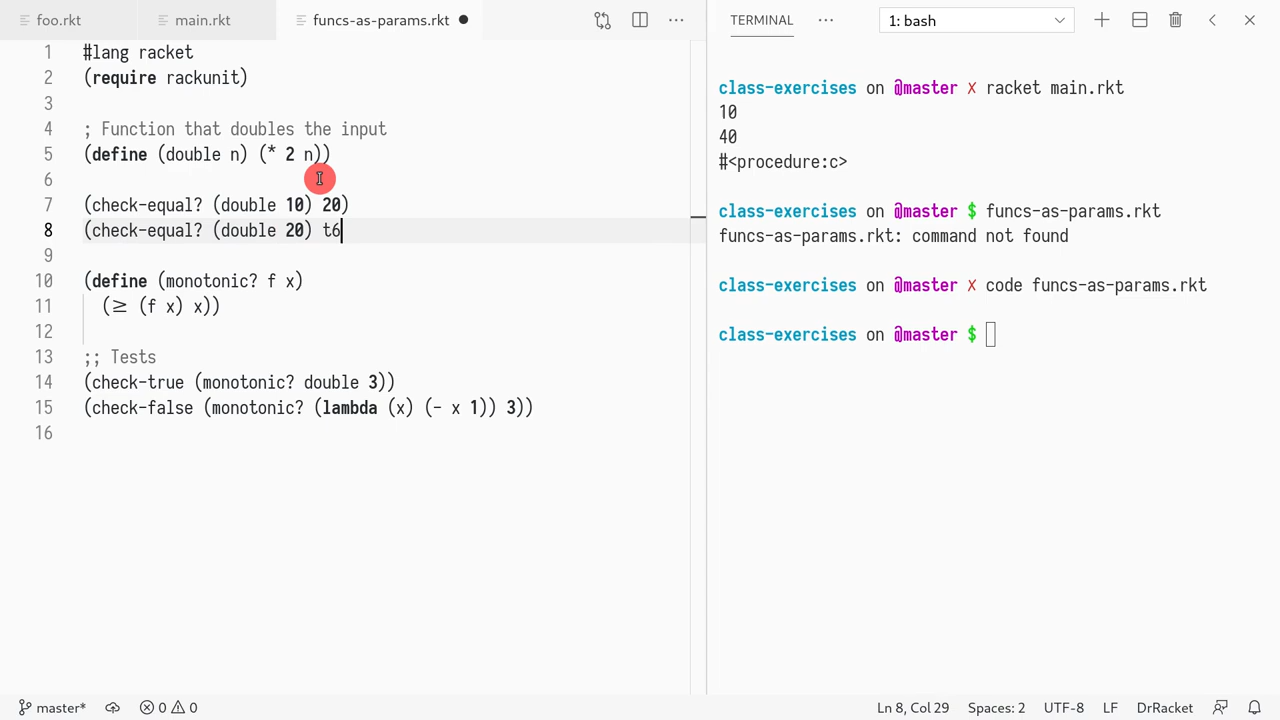 foo.rkt main.rkt funcs-as-params.rkt
1 #lang racket
2 (require rackunit)
3
4 ; Function that doubles the input
5 (define (double n) (* 2 n))
6
7 (check-equal? (double 10) 20)
8 (check-equal? (double 20) t6
9
10 (define (monotonic? f x)
11 (≥ (f x) x))
12
13 ;; Tests
14 (check-true (monotonic? double 3))
15 (check-false (monotonic? (lambda (x) (- x 1)) 3))
16
TERMINAL ··· 1: bash
class-exercises on @master X racket main.rkt
10
40
#<procedure:c>
class-exercises on @master $ funcs-as-params.rkt
funcs-as-params.rkt: command not found
class-exercises on @master X code funcs-as-params.rkt
class-exercises on @master $
master* 0 0 Ln 8, Col 29 Spaces: 2 UTF-8 LF DrRacket